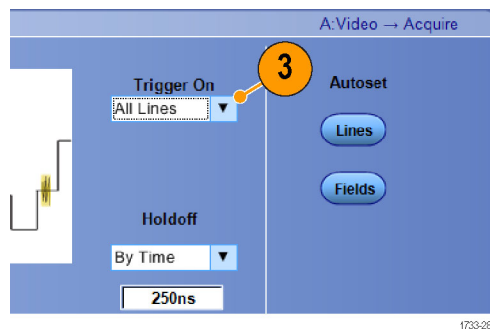 A:Video → Acquire
3
Trigger On
All Lines
Autoset
Lines
Fields
Holdoff
By Time
250ns
1733-28